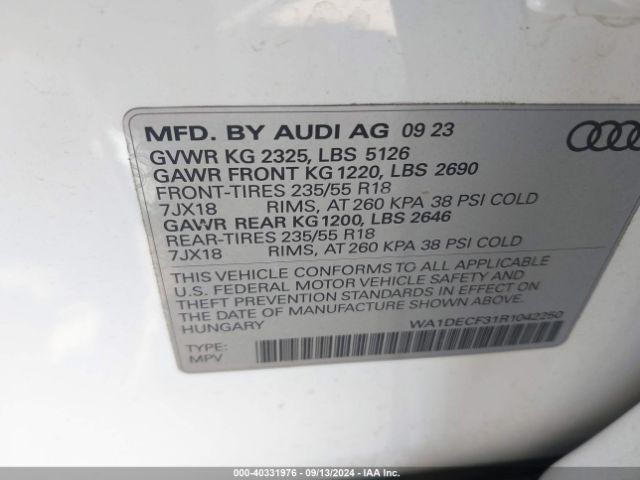 MFD. BY AUDI AG 09 23
GVWR KG 2325, LBS 5126
GAWR FRONT KG 1220, LBS 2690
FRONT-TIRES 235/55 R18
7JX18 RIMS, AT 260 KPA 38 PSI COLD
GAWR REAR KG 1200, LBS 2646
REAR-TIRES 235/55 R18
7JX18 RIMS, AT 260 KPA 38 PSI COLD
THIS VEHICLE CONFORMS TO ALL APPLICABLE
U.S. FEDERAL MOTOR VEHICLE SAFETY AND
THEFT PREVENTION STANDARDS IN EFFECT ON
THE DATE OF MANUFACTURE SHOWN ABOVE.
HUNGARY
WA1DECF31R1042250
TYPE:
MPV
000-40331976 - 09/13/2024 - IAA Inc.